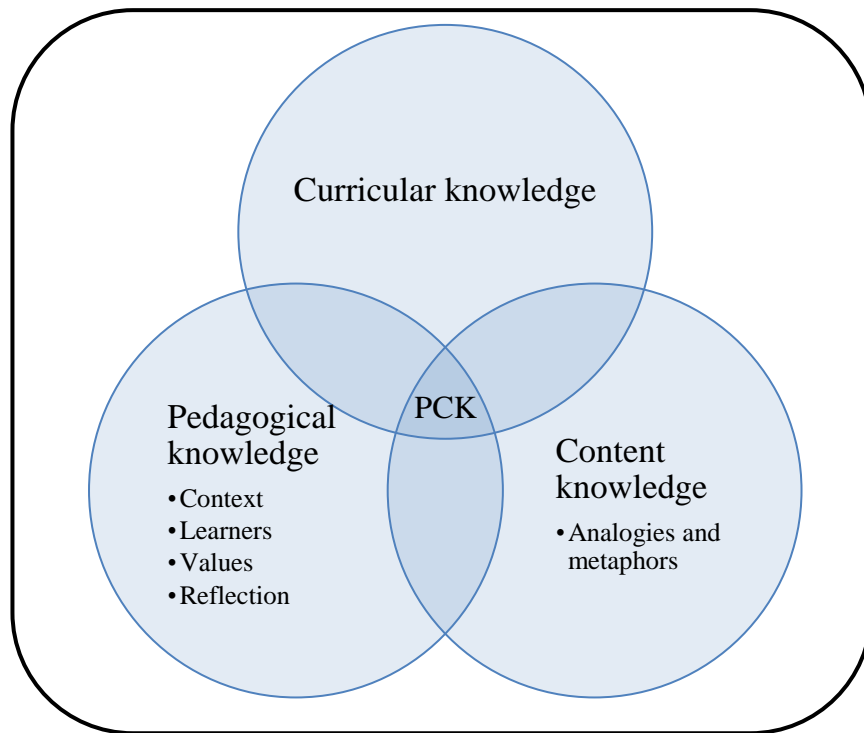 Curricular knowledge
PCK
Pedagogical
knowledge
•Context
•Learners
•Values
•Reflection
Content
knowledge
•Analogies and
metaphors